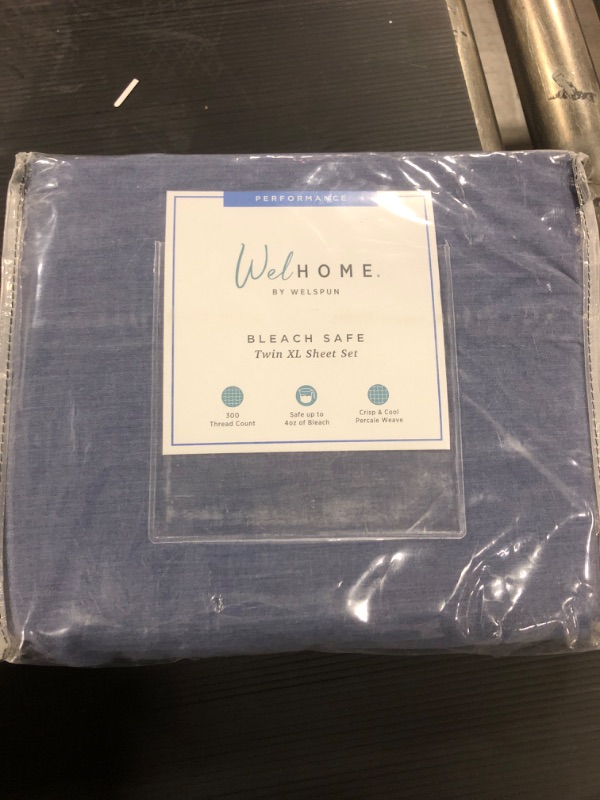 PERFORMANCE
WelHOME®
BY WELSPUN
BLEACH SAFE
Twin XL Sheet Set
300
Thread Count
Safe up to
4oz of Bleach
Crisp & Cool
Percale Weave